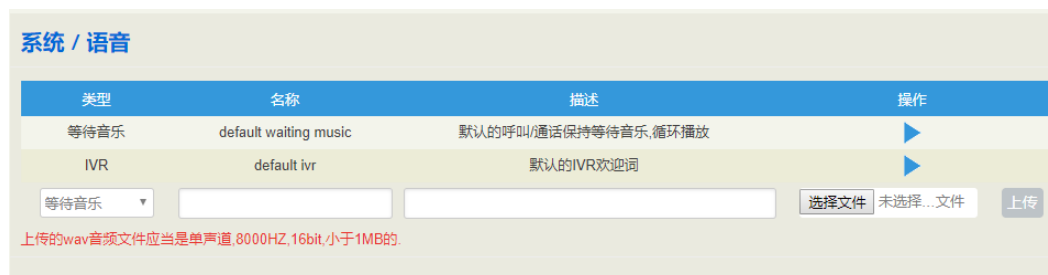 系统 / 语音
类型 名称 描述 操作
等待音乐 default waiting music 默认的呼叫/通话保持等待音乐,循环播放
IVR default ivr 默认的IVR欢迎词
等待音乐 选择文件 未选择...文件 上传
上传的wav音频文件应当是单声道,8000HZ,16bit,小于1MB的.